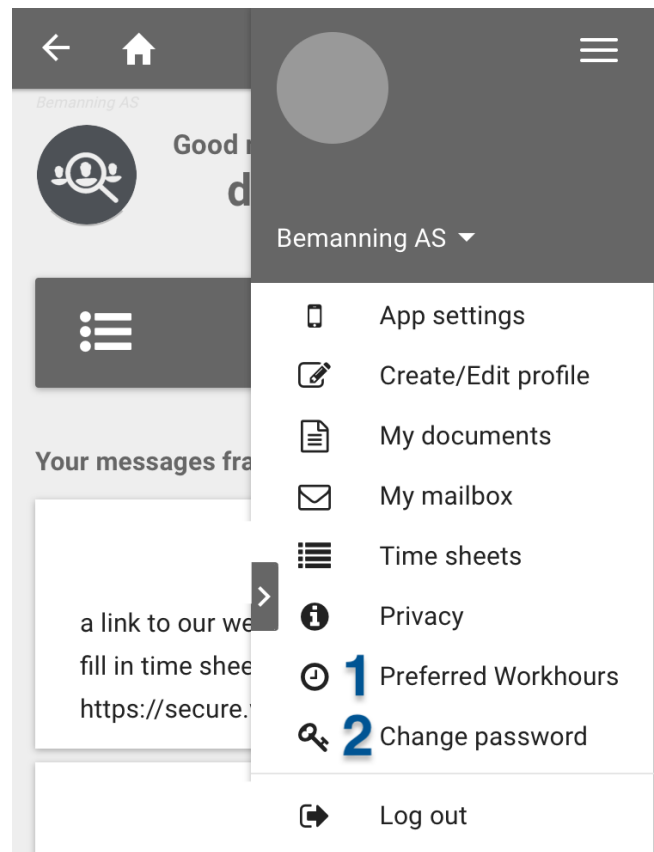 Bemanning AS
Good
d
Your messages fra
a link to our we
fill in time shee
https://secure.
Bemanning AS
App settings
Create/Edit profile
My documents
My mailbox
Time sheets
Privacy
1 Preferred Workhours
2 Change password
Log out